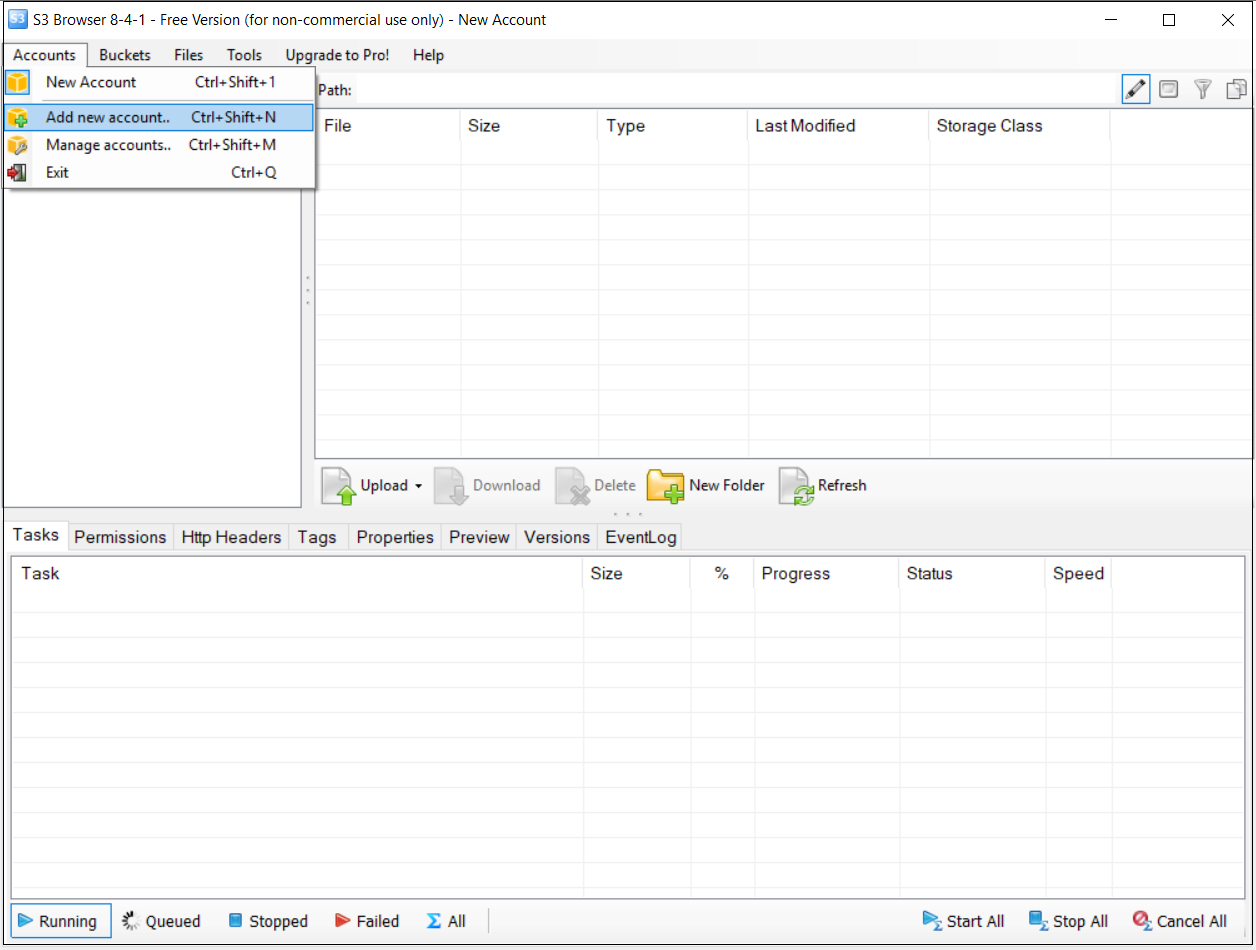 S3 Browser 8-4-1 - Free Version (for non-commercial use only) - New Account
Accounts Buckets Files Tools Upgrade to Pro! Help
New Account Ctrl+Shift+1
Path:
Add new account.. Ctrl+Shift+N
Manage accounts.. Ctrl+Shift+M
Exit Ctrl+Q
File Size Type Last Modified Storage Class
Upload Download Delete New Folder Refresh
Tasks Permissions Http Headers Tags Properties Preview Versions EventLog
Task Size % Progress Status Speed
Running Queued Stopped Failed All Start All Stop All Cancel All